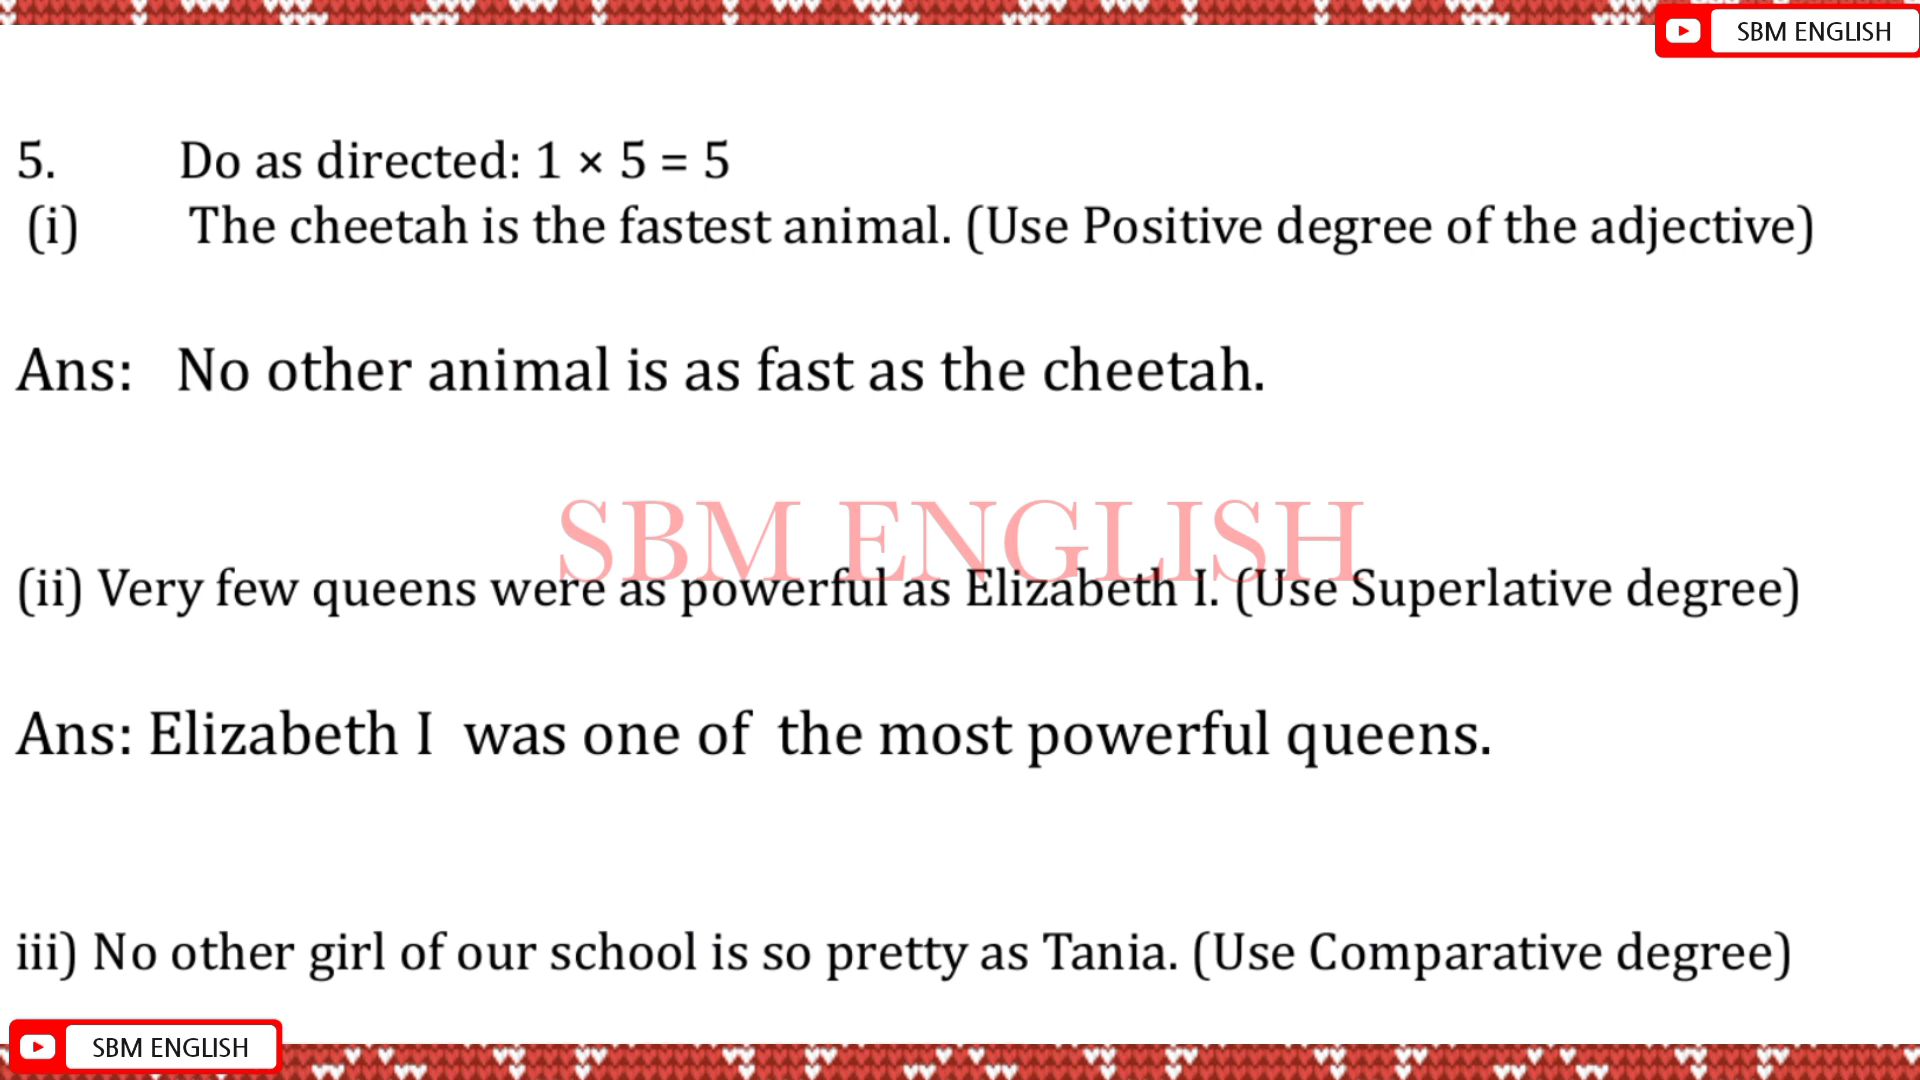 SBM ENGLISH
5. Do as directed: 1 × 5 = 5
(i) The cheetah is the fastest animal. (Use Positive degree of the adjective)
Ans: No other animal is as fast as the cheetah.
SBM ENGLISH
(ii) Very few queens were as powerful as Elizabeth I. (Use Superlative degree)
Ans: Elizabeth I was one of the most powerful queens.
iii) No other girl of our school is so pretty as Tania. (Use Comparative degree)
SBM ENGLISH